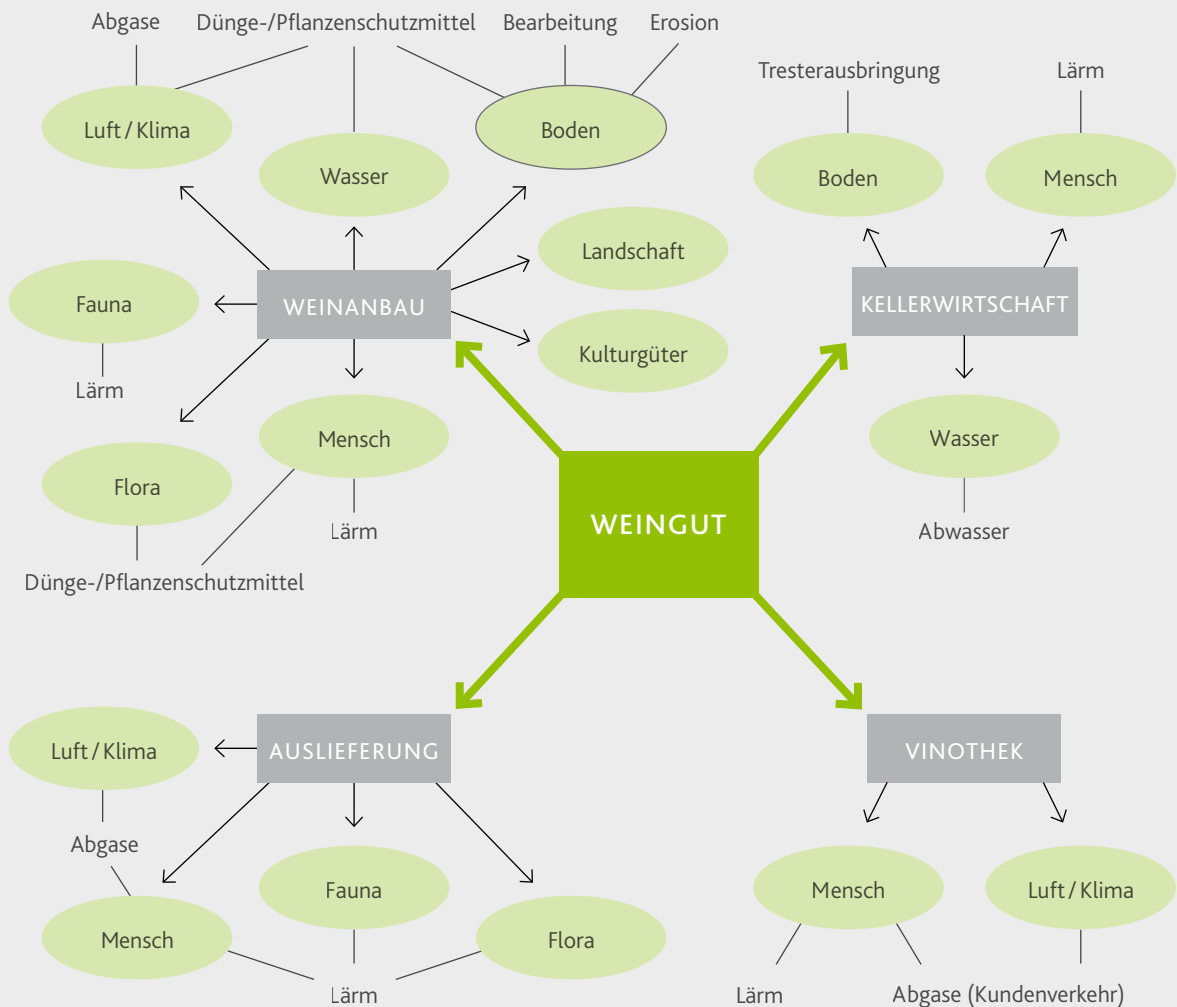 Abgase
Dünge-/Pflanzenschutzmittel
Bearbeitung
Erosion
Luft / Klima
Wasser
Boden
Fauna
WEINANBAU
Landschaft
Kulturgüter
Lärm
Flora
Mensch
Lärm
Dünge-/Pflanzenschutzmittel
Tresterausbringung
Lärm
Boden
Mensch
KELLERWIRTSCHAFT
Wasser
Abwasser
WEINGUT
Luft / Klima
AUSLIEFERUNG
Abgase
Mensch
Fauna
Flora
Lärm
VINOTHEK
Mensch
Luft / Klima
Lärm
Abgase (Kundenverkehr)